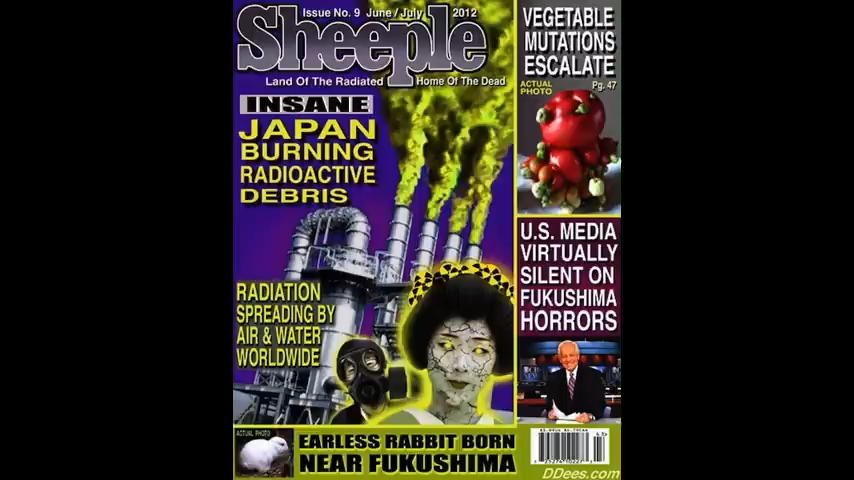 Issue No. 9 June / July 2012
Sheeple
Land Of The Radiated Home Of The Dead
INSANE
JAPAN
BURNING
RADIOACTIVE
DEBRIS
RADIATION
SPREADING BY
AIR & WATER
WORLDWIDE
VEGETABLE
MUTATIONS
ESCALATE
ACTUAL
PHOTO
Pg. 47
U.S. MEDIA
VIRTUALLY
SILENT ON
FUKUSHIMA
HORRORS
ACTUAL PHOTO
EARLESS RABBIT BORN
NEAR FUKUSHIMA
DDees.com